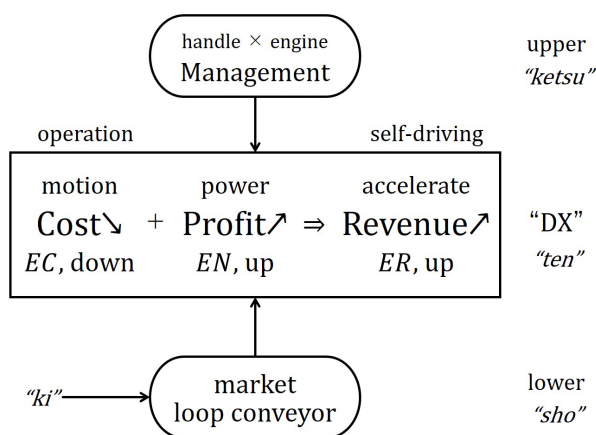 handle × engine
Management
upper
“ketsu”
operation
self-driving
motion
power
accelerate
Cost↘ + Profit↗ ⇒ Revenue↗
EC, down
EN, up
ER, up
“DX”
“ten”
“ki”
market
loop conveyor
lower
“sho”